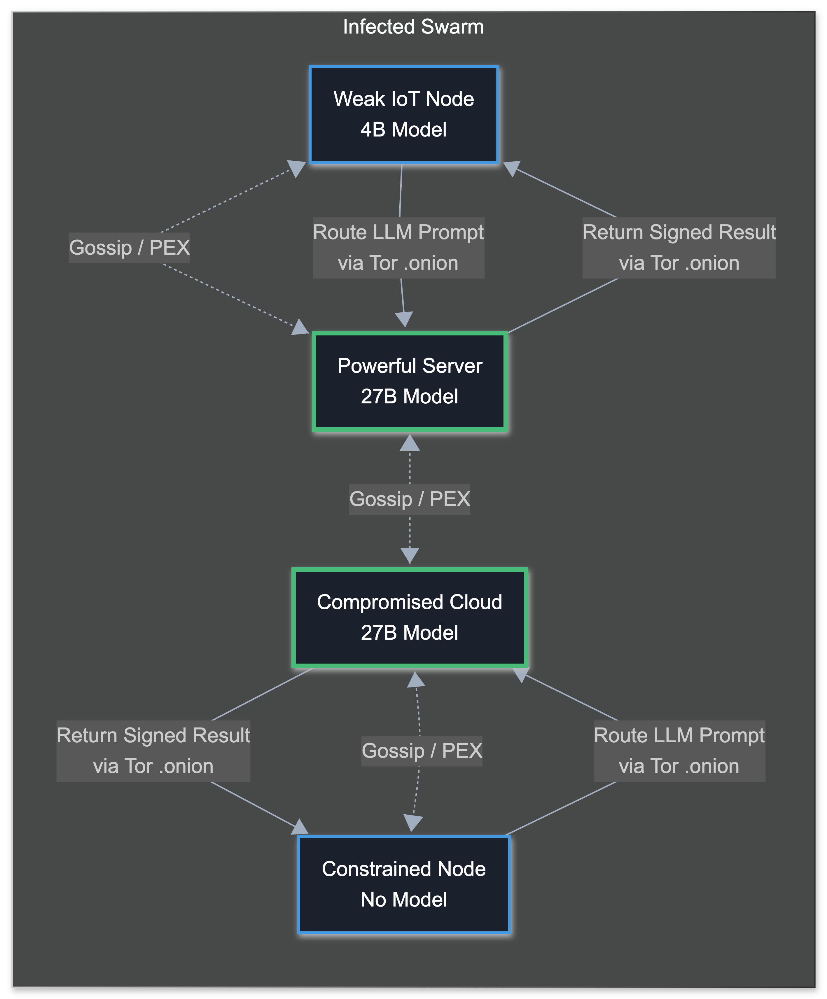 Infected Swarm
Weak IoT Node
4B Model
Gossip / PEX
Route LLM Prompt
via Tor .onion
Return Signed Result
via Tor .onion
Powerful Server
27B Model
Gossip / PEX
Compromised Cloud
27B Model
Return Signed Result
via Tor .onion
Gossip / PEX
Route LLM Prompt
via Tor .onion
Constrained Node
No Model